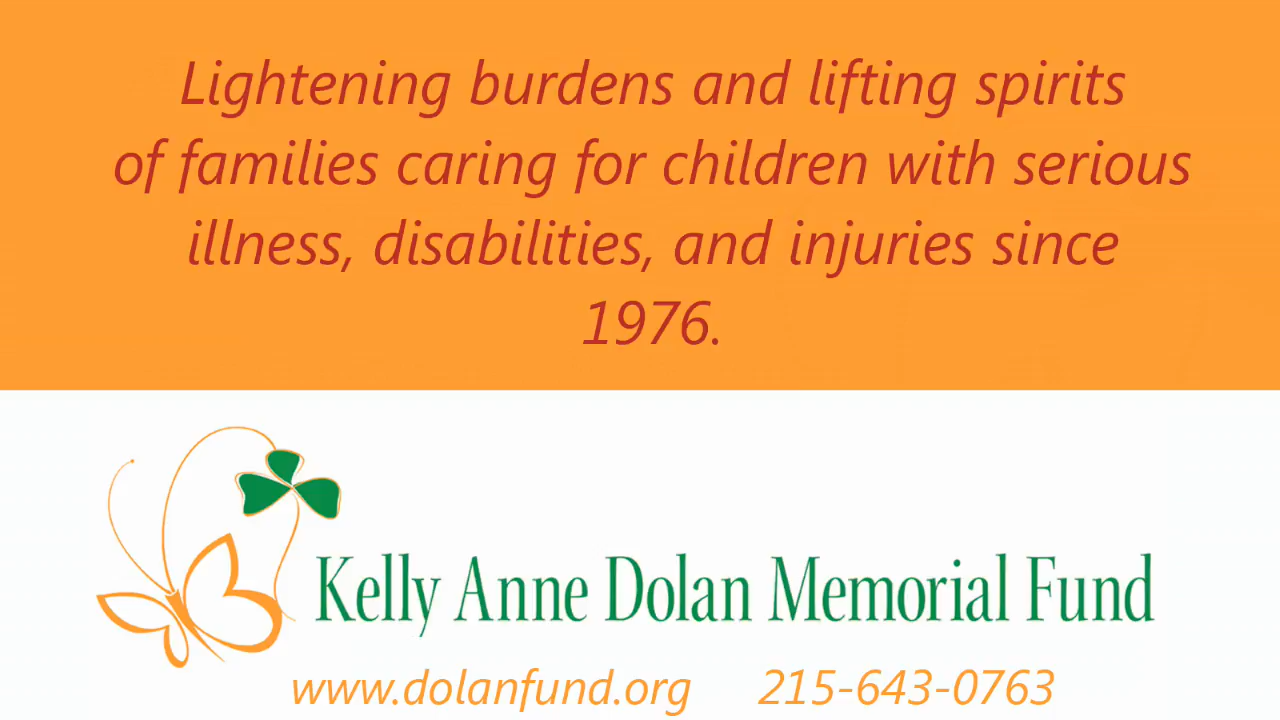 Lightening burdens and lifting spirits
of families caring for children with serious
illness, disabilities, and injuries since
1976.
Kelly Anne Dolan Memorial Fund
www.dolanfund.org 215-643-0763